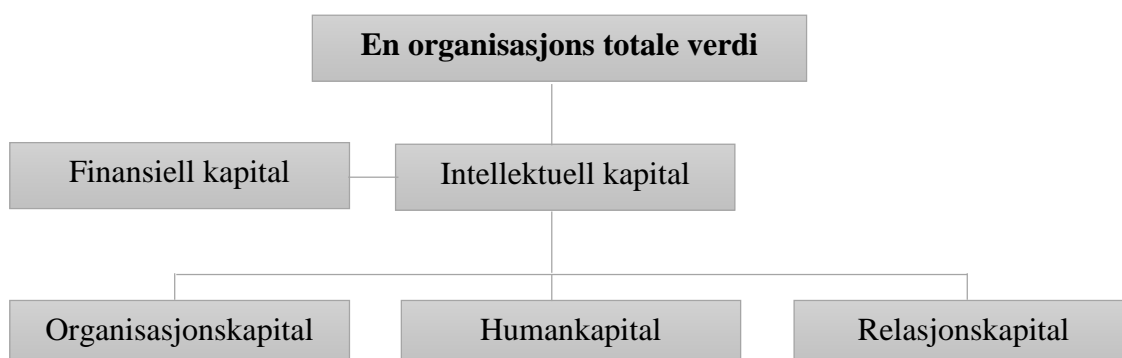 En organisasjons totale verdi
Finansiell kapital
Intellektuell kapital
Organisasjonskapital
Humankapital
Relasjonskapital